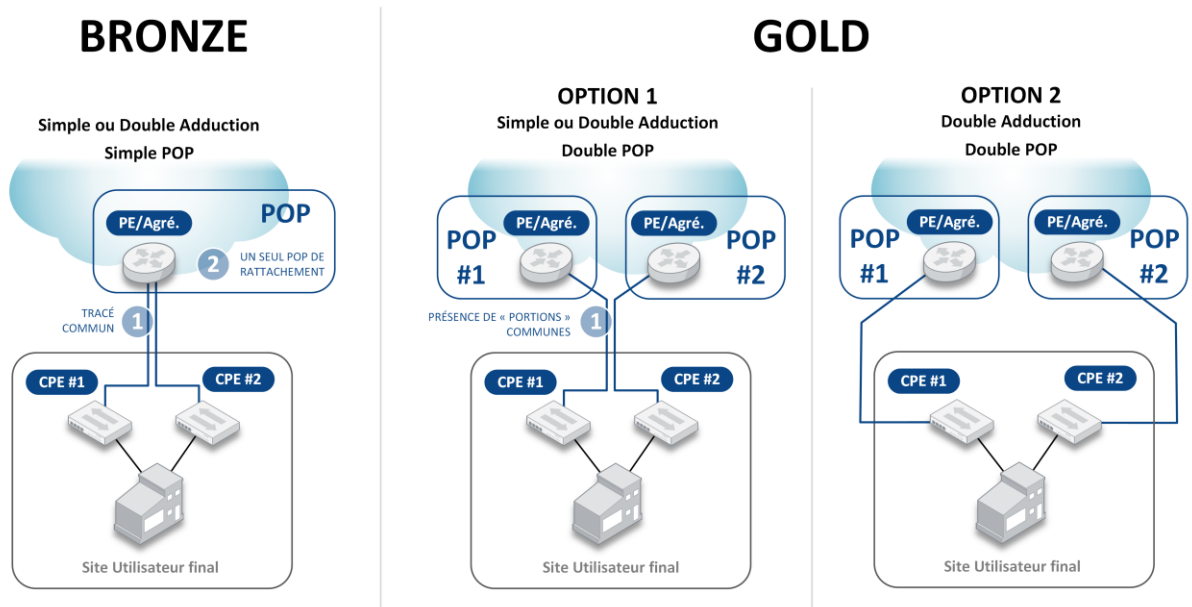 BRONZE
Simple ou Double Adduction
Simple POP
PE/Agré.
POP
2
UN SEUL POP DE
RATTACHEMENT
TRACÉ
COMMUN
1
CPE #1
CPE #2
Site Utilisateur final
GOLD
OPTION 1
Simple ou Double Adduction
Double POP
POP
#1
PE/Agré.
PE/Agré.
POP
#2
PRÉSENCE DE « PORTIONS »
COMMUNES
1
CPE #1
CPE #2
Site Utilisateur final
OPTION 2
Double Adduction
Double POP
POP
#1
PE/Agré.
PE/Agré.
POP
#2
CPE #1
CPE #2
Site Utilisateur final